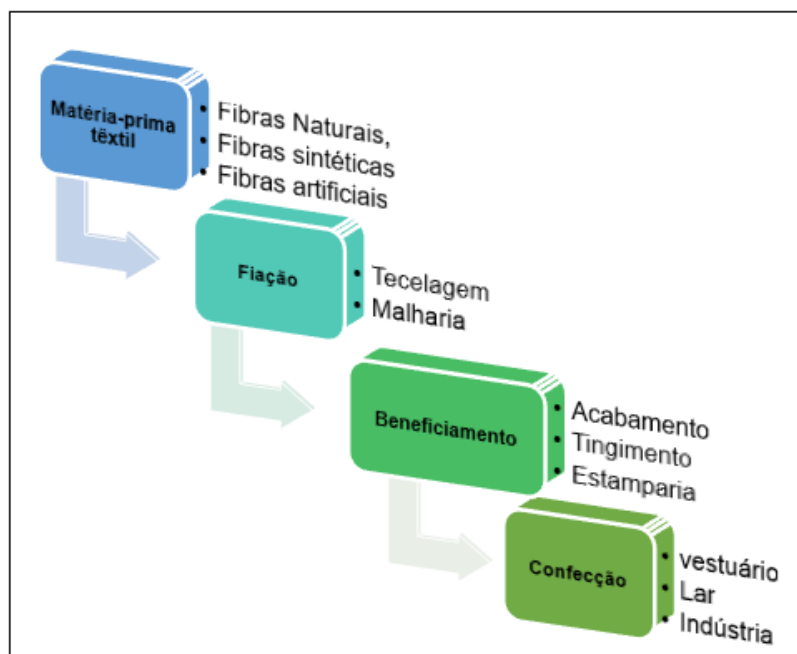 Matéria-prima
tëxtil
• Fibras Naturais,
• Fibras sintéticas
• Fibras artificiais
Fiação
• Tecelagem
• Malharia
Beneficiamento
• Acabamento
• Tingimento
• Estamparia
Confecção
• vestuário
• Lar
• Indústria